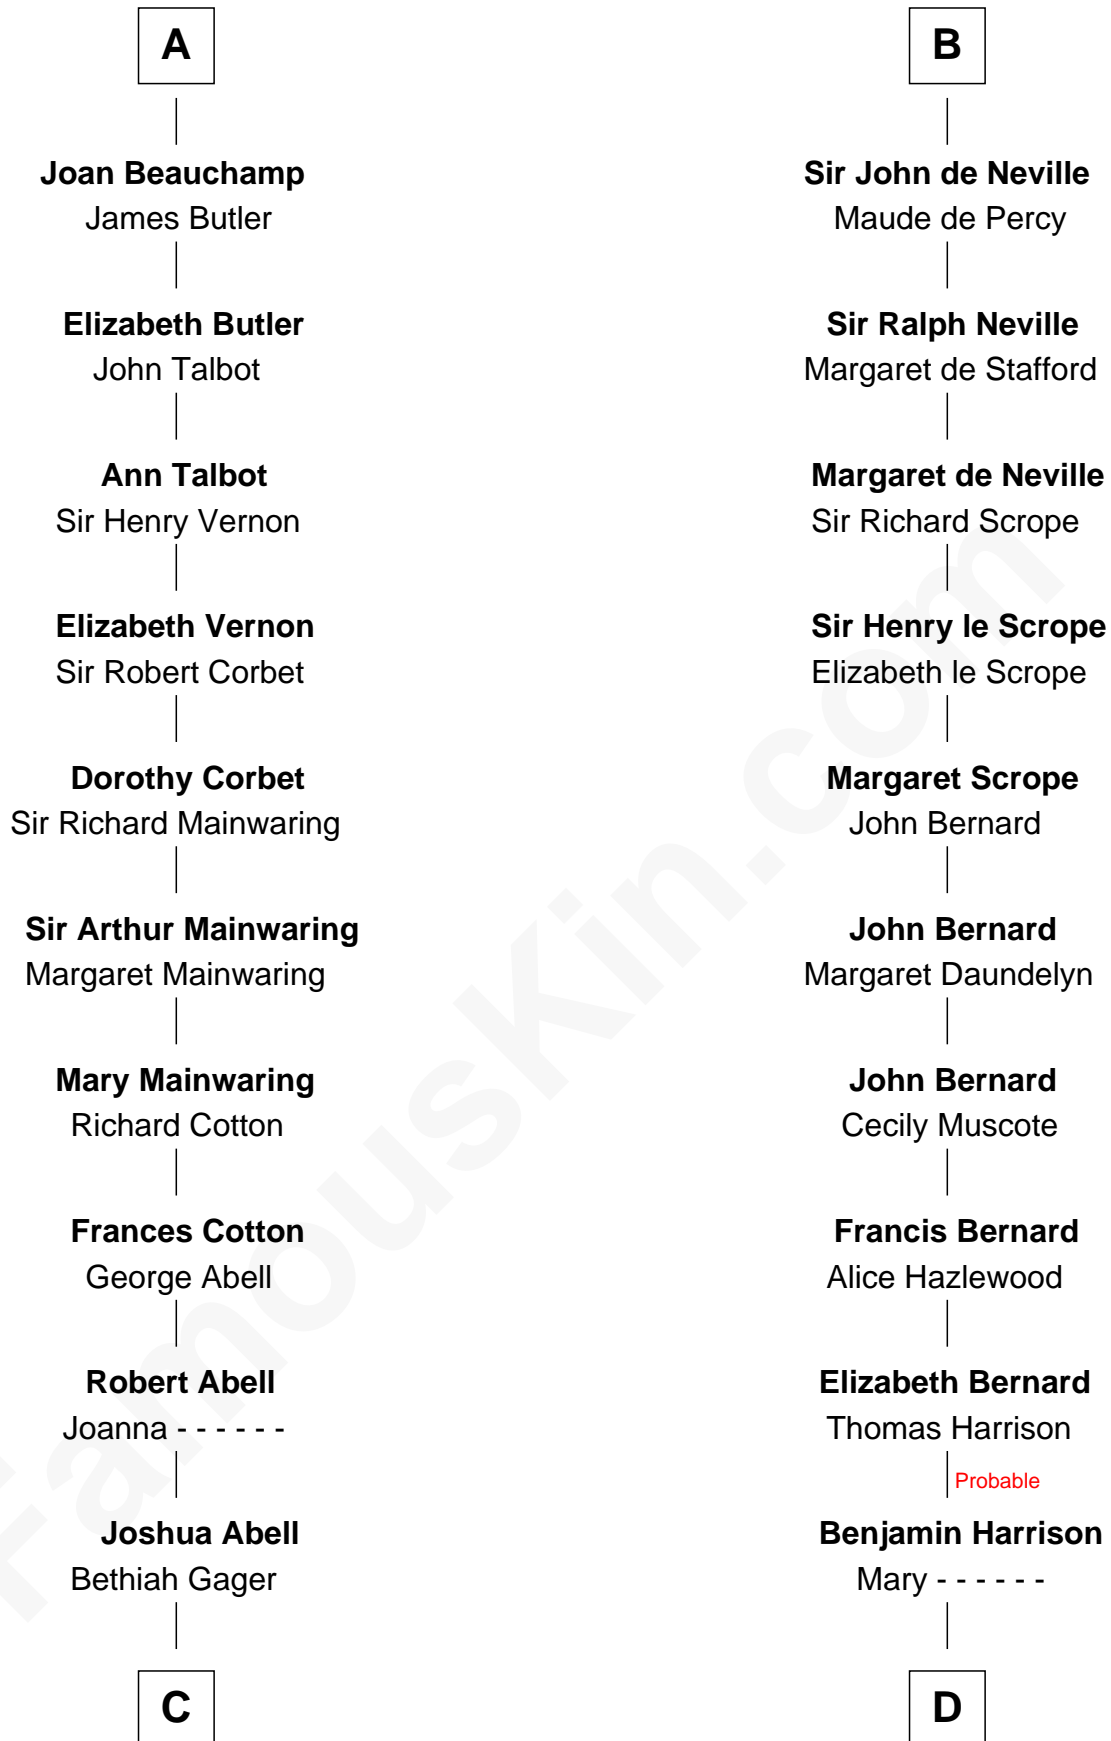 A
Joan Beauchamp
James Butler
Elizabeth Butler
John Talbot
Ann Talbot
Sir Henry Vernon
Elizabeth Vernon
Sir Robert Corbet
Dorothy Corbet
Sir Richard Mainwaring
Sir Arthur Mainwaring
Margaret Mainwaring
Mary Mainwaring
Richard Cotton
Frances Cotton
George Abell
Robert Abell
Joanna - - - - - -
Joshua Abell
Bethiah Gager
C
B
Sir John de Neville
Maude de Percy
Sir Ralph Neville
Margaret de Stafford
Margaret de Neville
Sir Richard Scrope
Sir Henry le Scrope
Elizabeth le Scrope
Margaret Scrope
John Bernard
John Bernard
Margaret Daundelyn
John Bernard
Cecily Muscote
Francis Bernard
Alice Hazlewood
Elizabeth Bernard
Thomas Harrison
Probable
Benjamin Harrison
Mary - - - - - -
D
FamousKin.com